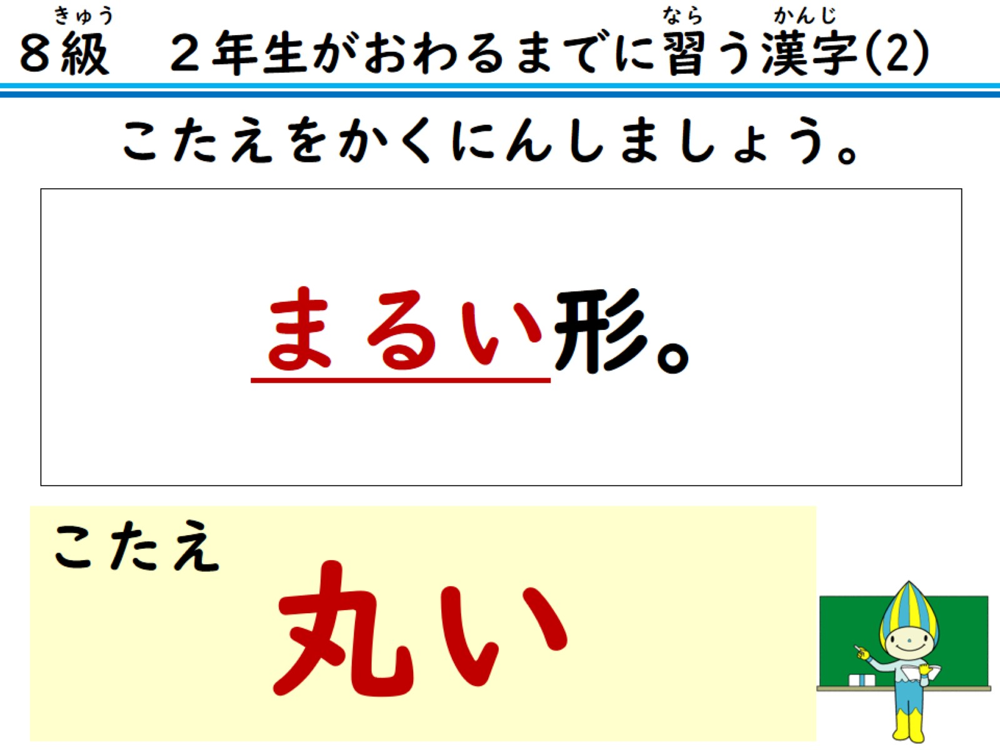 きゅう なら かんじ
８級　２年生がおわるまでに習う漢字(2)
こたえをかくにんしましょう。
まるい形。
こたえ
丸い